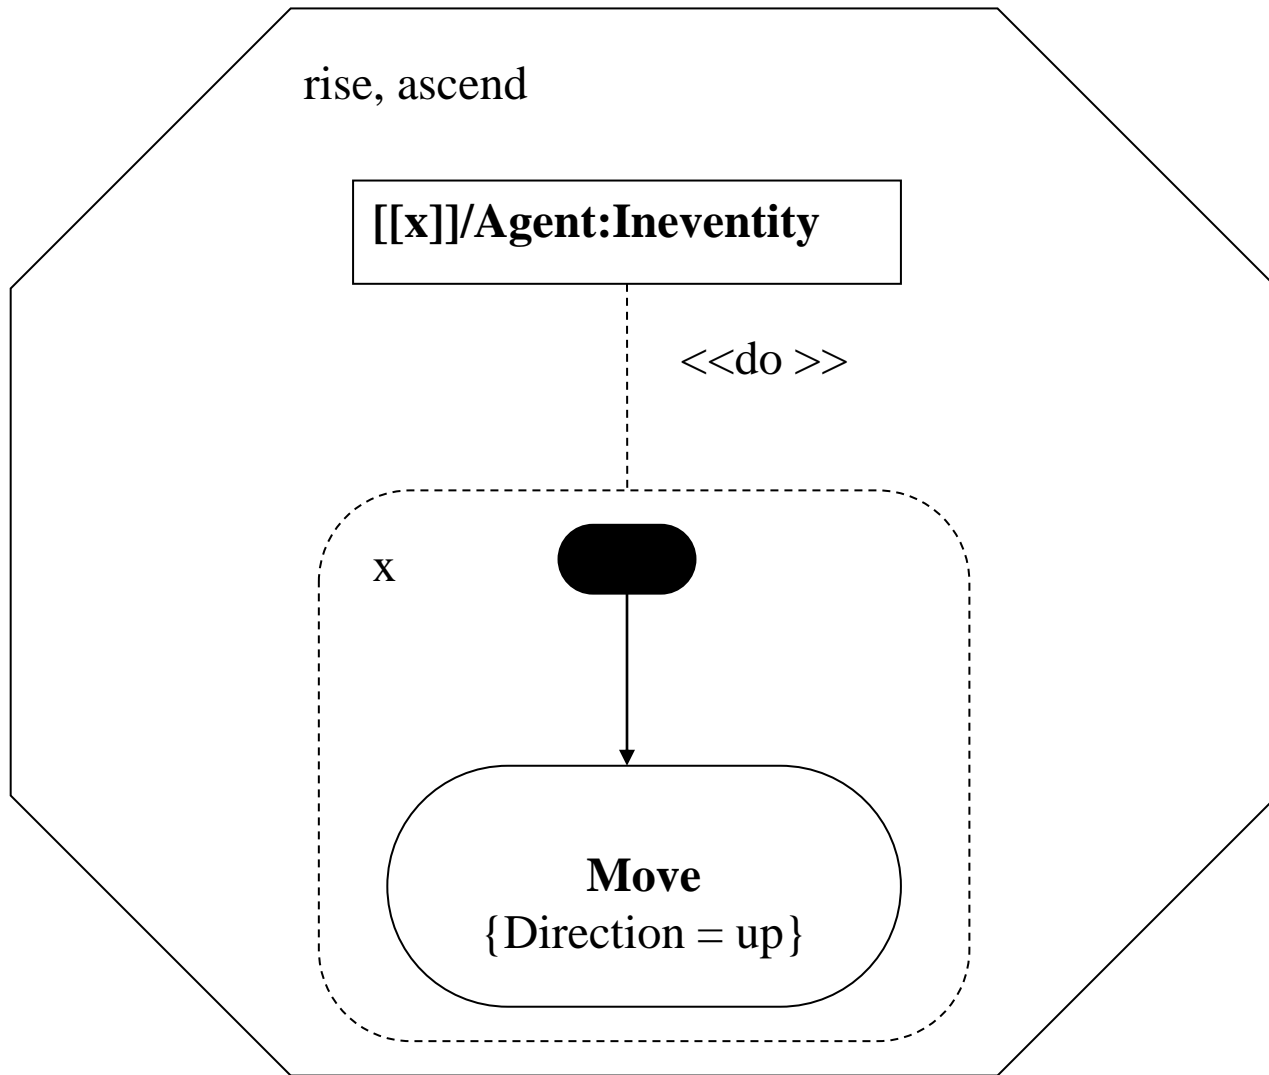 rise, ascend
[[x]]/Agent:Ineventity
<<do >>
x
Move
{Direction = up}